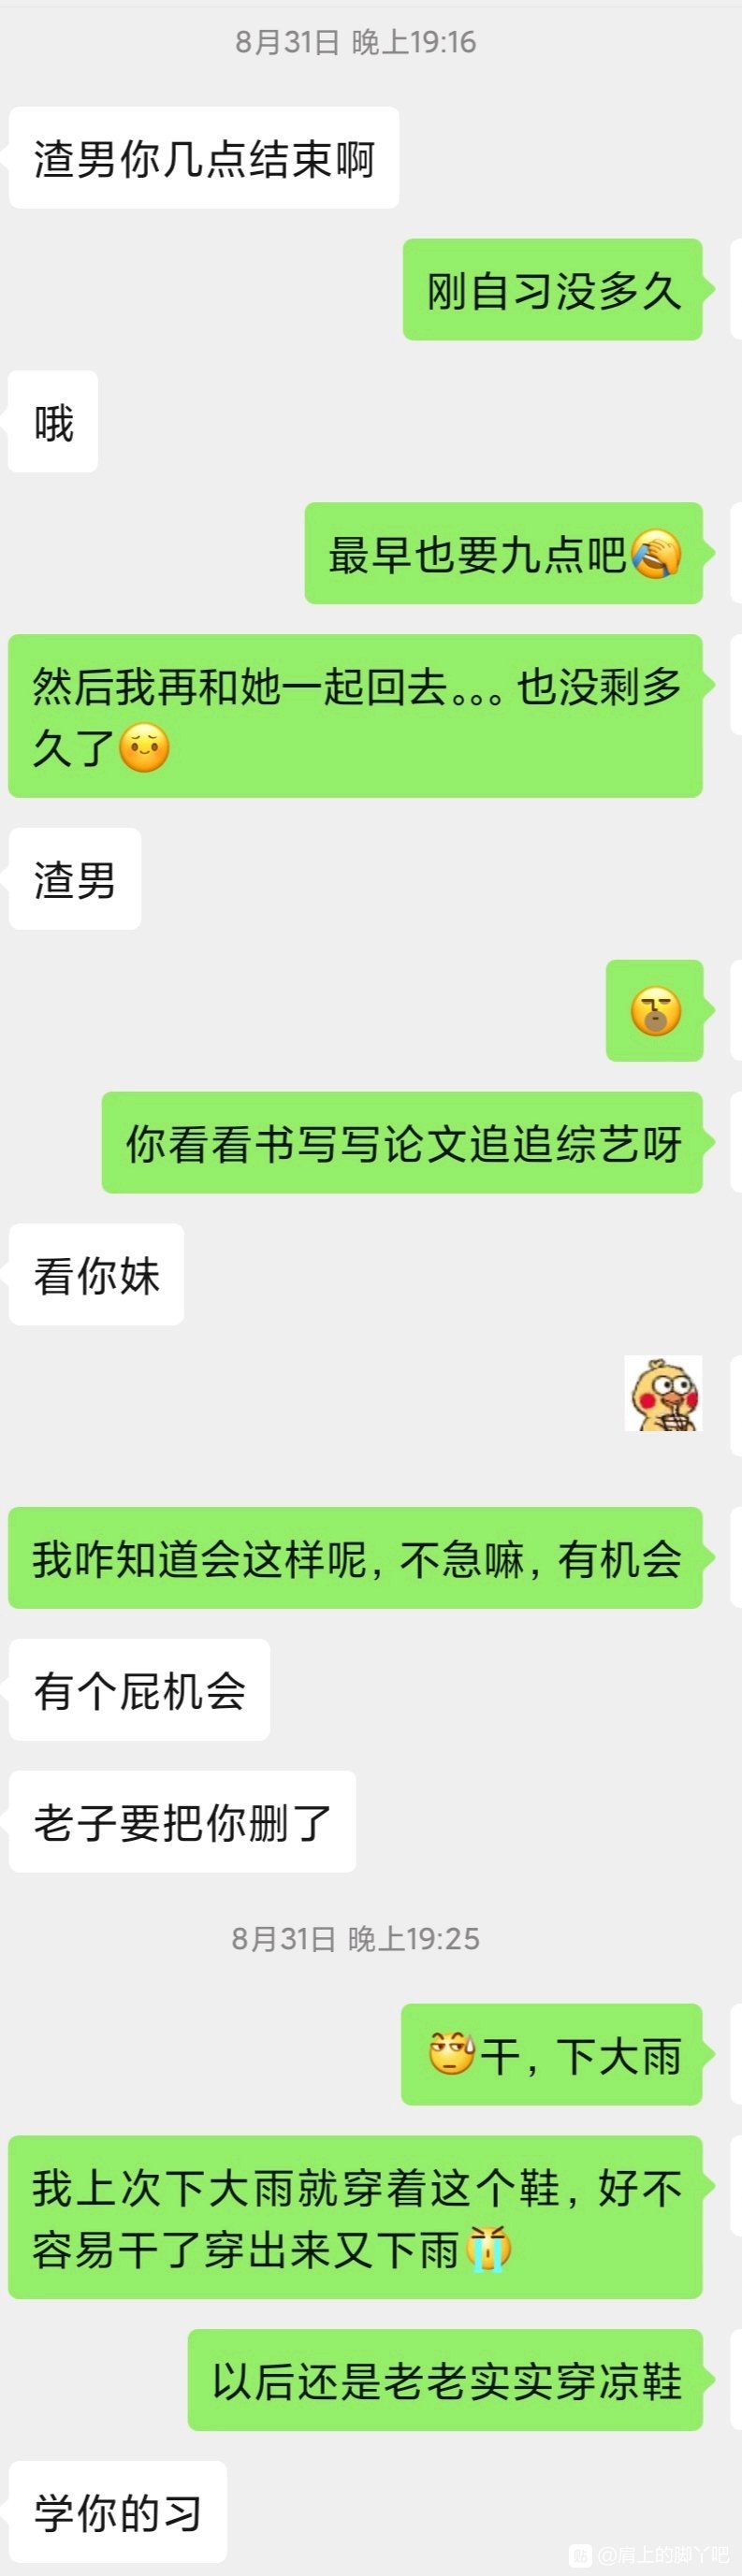 8月31日 晚上19:16
渣男你几点结束啊
刚自习没多久
哦
最早也要九点吧🤦
然后我再和她一起回去。。。也没剩多
久了
渣男
你看看书写写论文追追综艺呀
看你妹
我咋知道会这样呢，不急嘛，有机会
有个屁机会
老子要把你删了
8月31日 晚上19:25
干，下大雨
我上次下大雨就穿着这个鞋，好不
容易干了穿出来又下雨😭
以后还是老老实实穿凉鞋
学你的习
贴 @肩上的脚丫吧